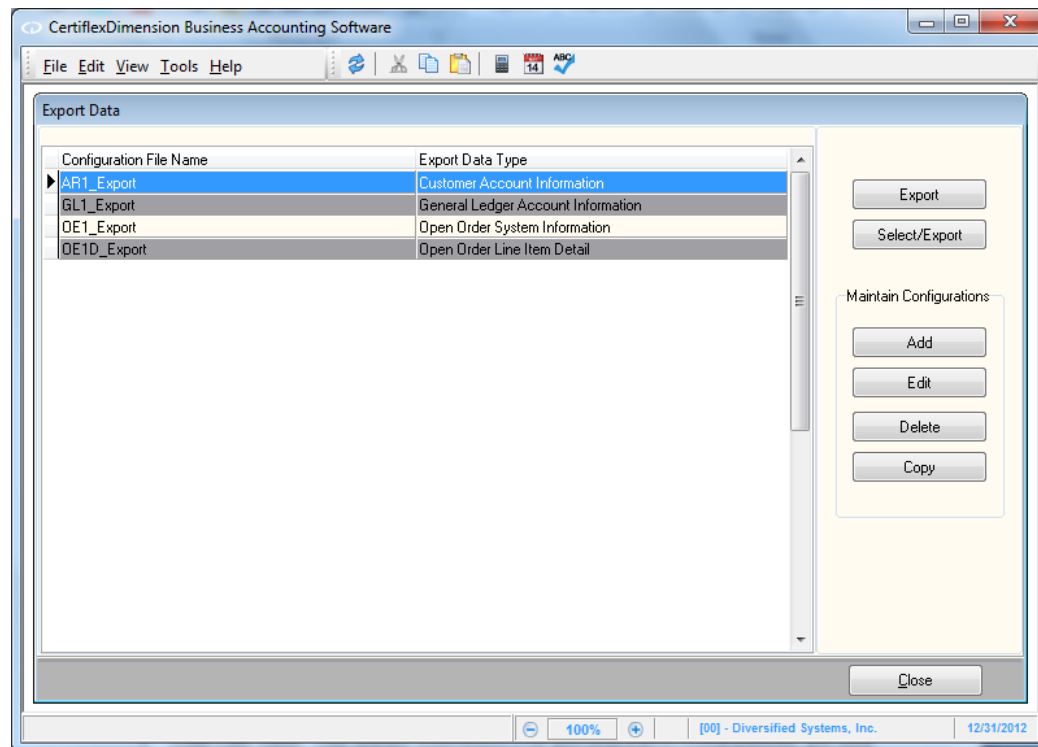 CertiflexDimension Business Accounting Software
File Edit View Tools Help
14
ABC
Export Data
Configuration File Name Export Data Type
AR1_Export Customer Account Information
GL1_Export General Ledger Account Information
OE1_Export Open Order System Information
OE1D_Export Open Order Line Item Detail
Export
Select/Export
Maintain Configurations
Add
Edit
Delete
Copy
Close
100% [00] - Diversified Systems, Inc. 12/31/2012